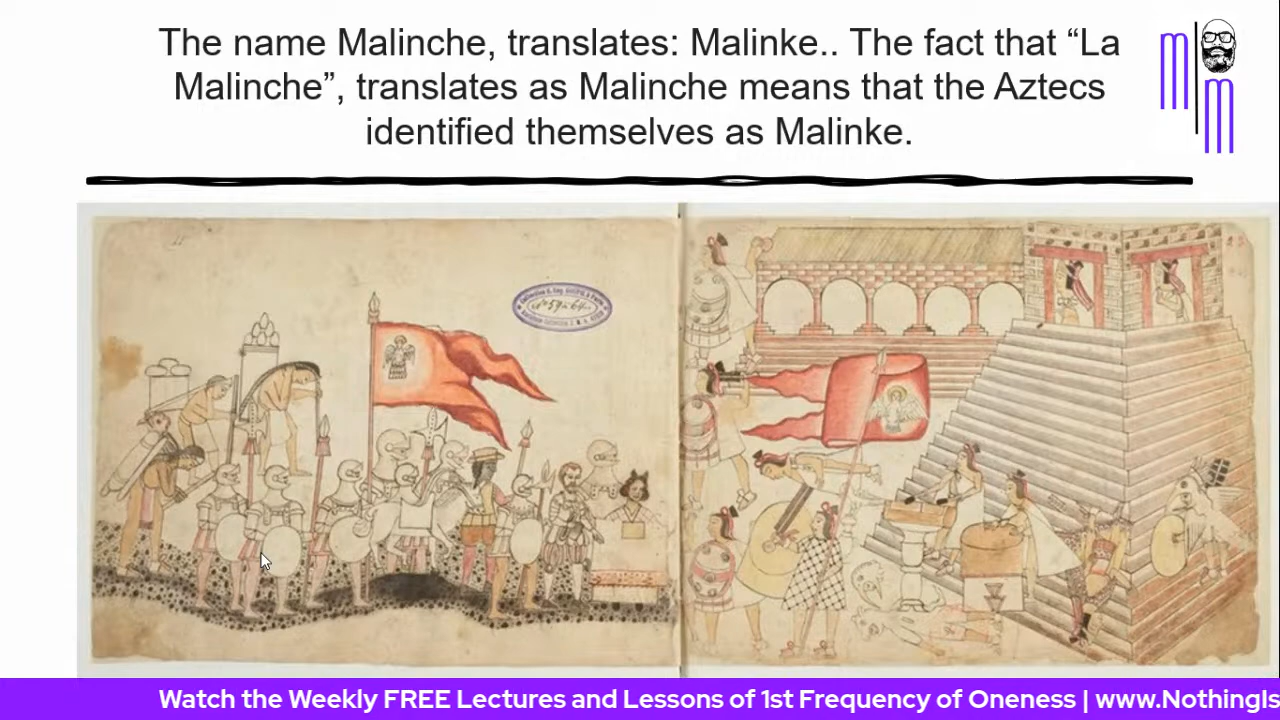 The name Malinche, translates: Malinke.. The fact that “La
Malinche”, translates as Malinche means that the Aztecs
identified themselves as Malinke.
Watch the Weekly FREE Lectures and Lessons of 1st Frequency of Oneness | www.NothingIs